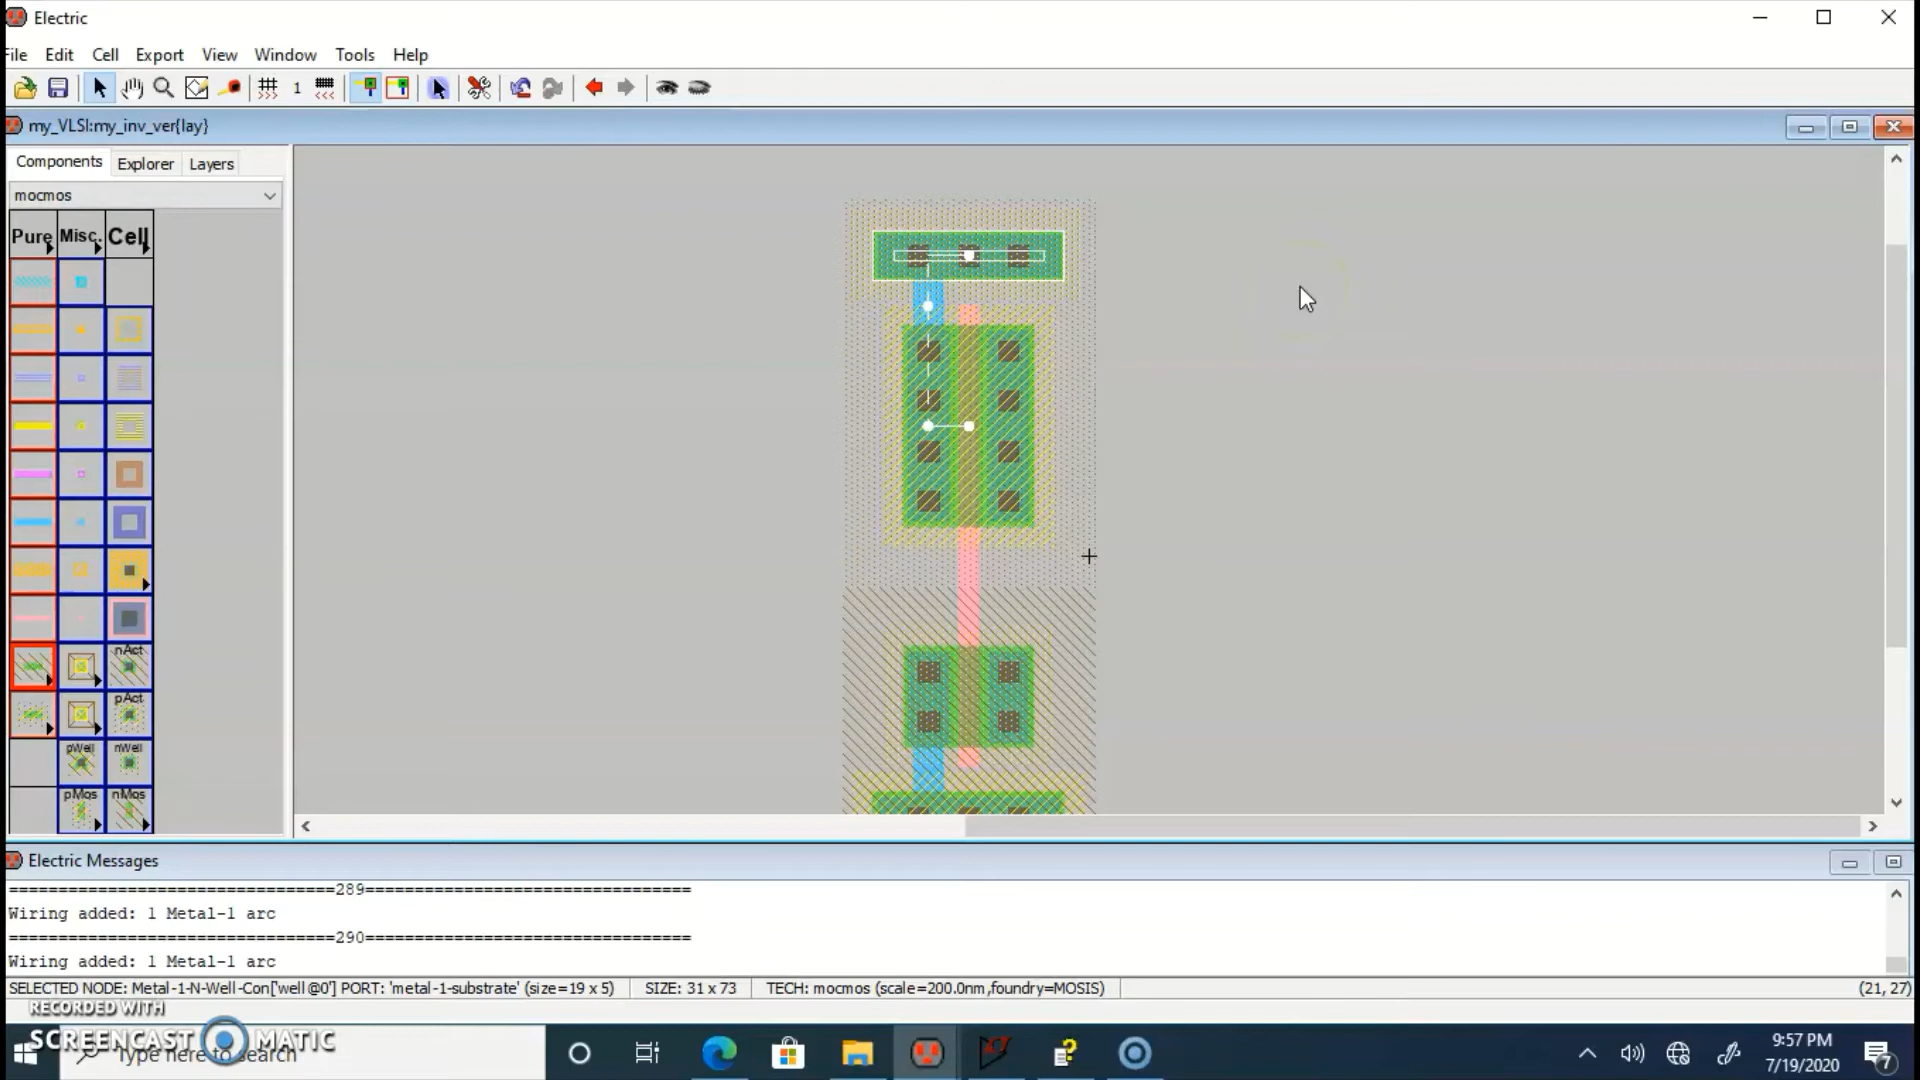 Electric
File Edit Cell Export View Window Tools Help
1
my_VLSI:my_inv_ver{lay}
Components Explorer Layers
mocmos
Pure Misc. Cell
nAct
pAct
pWell nWell
pMos nMos
Electric Messages
=================================289=================================
Wiring added: 1 Metal-1 arc
=================================290=================================
Wiring added: 1 Metal-1 arc
SELECTED NODE: Metal-1-N-Well-Con['well@0'] PORT: 'metal-1-substrate' (size=19 x 5) SIZE: 31 x 73 TECH: mocmos (scale=200.0nm,foundry=MOSIS) (21, 27)
RECORDED WITH
SCREENCAST MATIC
Type here to search
9:57 PM
7/19/2020
7